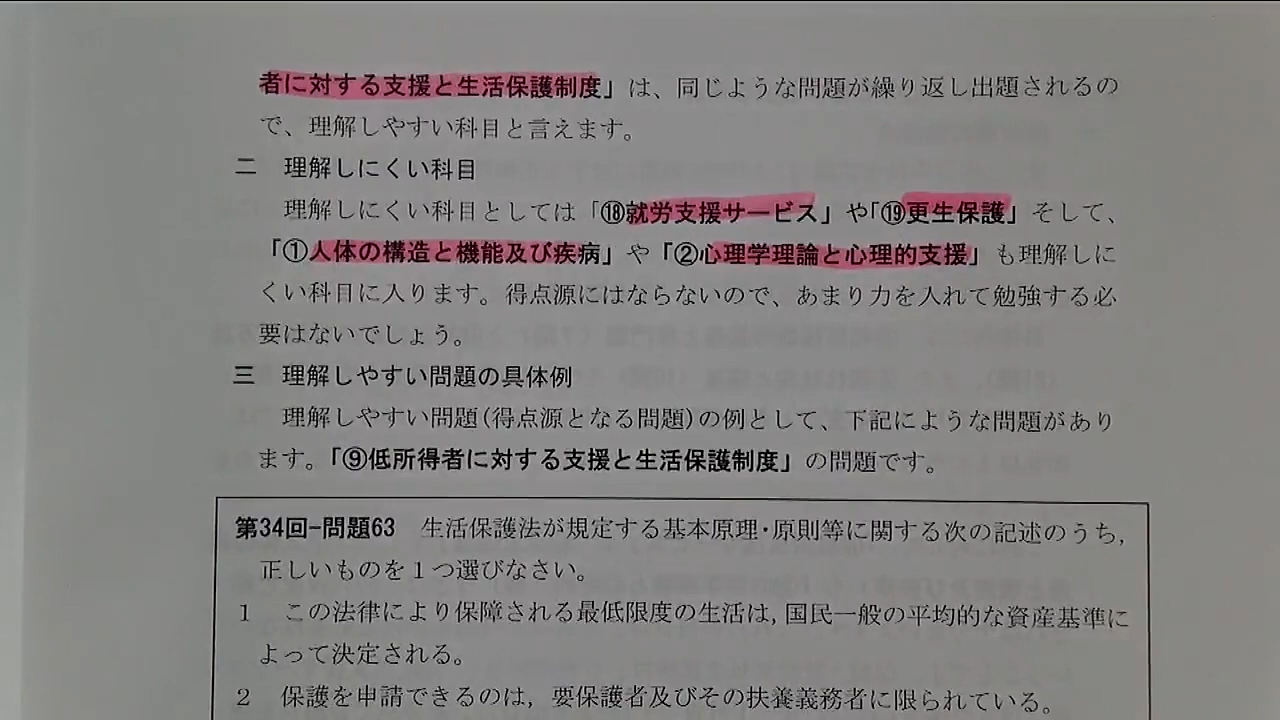 者に対する支援と生活保護制度」は、同じような問題が繰り返し出題されるの
で、理解しやすい科目と言えます。
二 理解しにくい科目
理解しにくい科目としては「⑱就労支援サービス」や「⑲更生保護」そして、
「①人体の構造と機能及び疾病」や「②心理学理論と心理的支援」も理解しに
くい科目に入ります。得点源にはならないので、あまり力を入れて勉強する必
要はないでしょう。
三 理解しやすい問題の具体例
理解しやすい問題(得点源となる問題)の例として、下記にような問題があり
ます。「⑨低所得者に対する支援と生活保護制度」の問題です。
第34回-問題63 生活保護法が規定する基本原理・原則等に関する次の記述のうち,
正しいものを1つ選びなさい。
1 この法律により保障される最低限度の生活は,国民一般の平均的な資産基準に
よって決定される。
2 保護を申請できるのは,要保護者及びその扶養義務者に限られている。